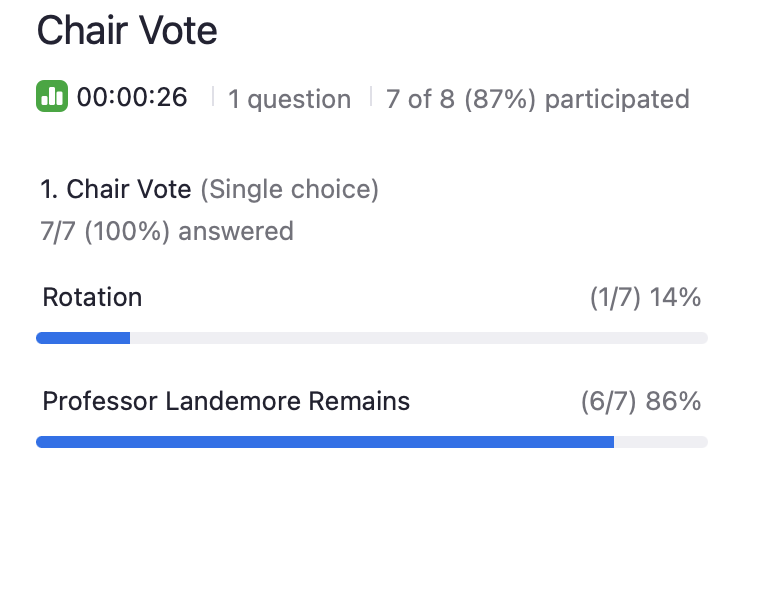 Chair Vote
00:00:26 1 question 7 of 8 (87%) participated
1. Chair Vote (Single choice)
7/7 (100%) answered
Rotation (1/7) 14%
Professor Landemore Remains (6/7) 86%